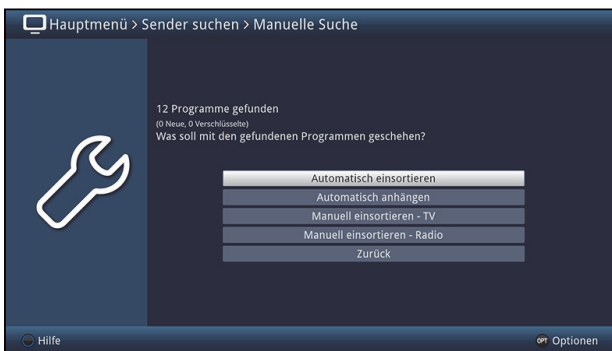 Hauptmenü > Sender suchen > Manuelle Suche
12 Programme gefunden
(0 Neue, 0 Verschlüsselte)
Was soll mit den gefundenen Programmen geschehen?
Automatisch einsortieren
Automatisch anhängen
Manuell einsortieren - TV
Manuell einsortieren - Radio
Zurück
Hilfe
OPT Optionen